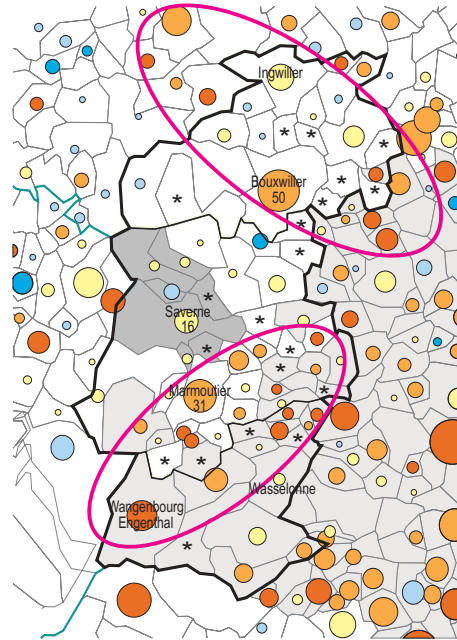 Ingwiller
Bouxwiller
50
Saverne
16
Marmoutier
31
Wasselonne
Wangenbourg
Engenthal